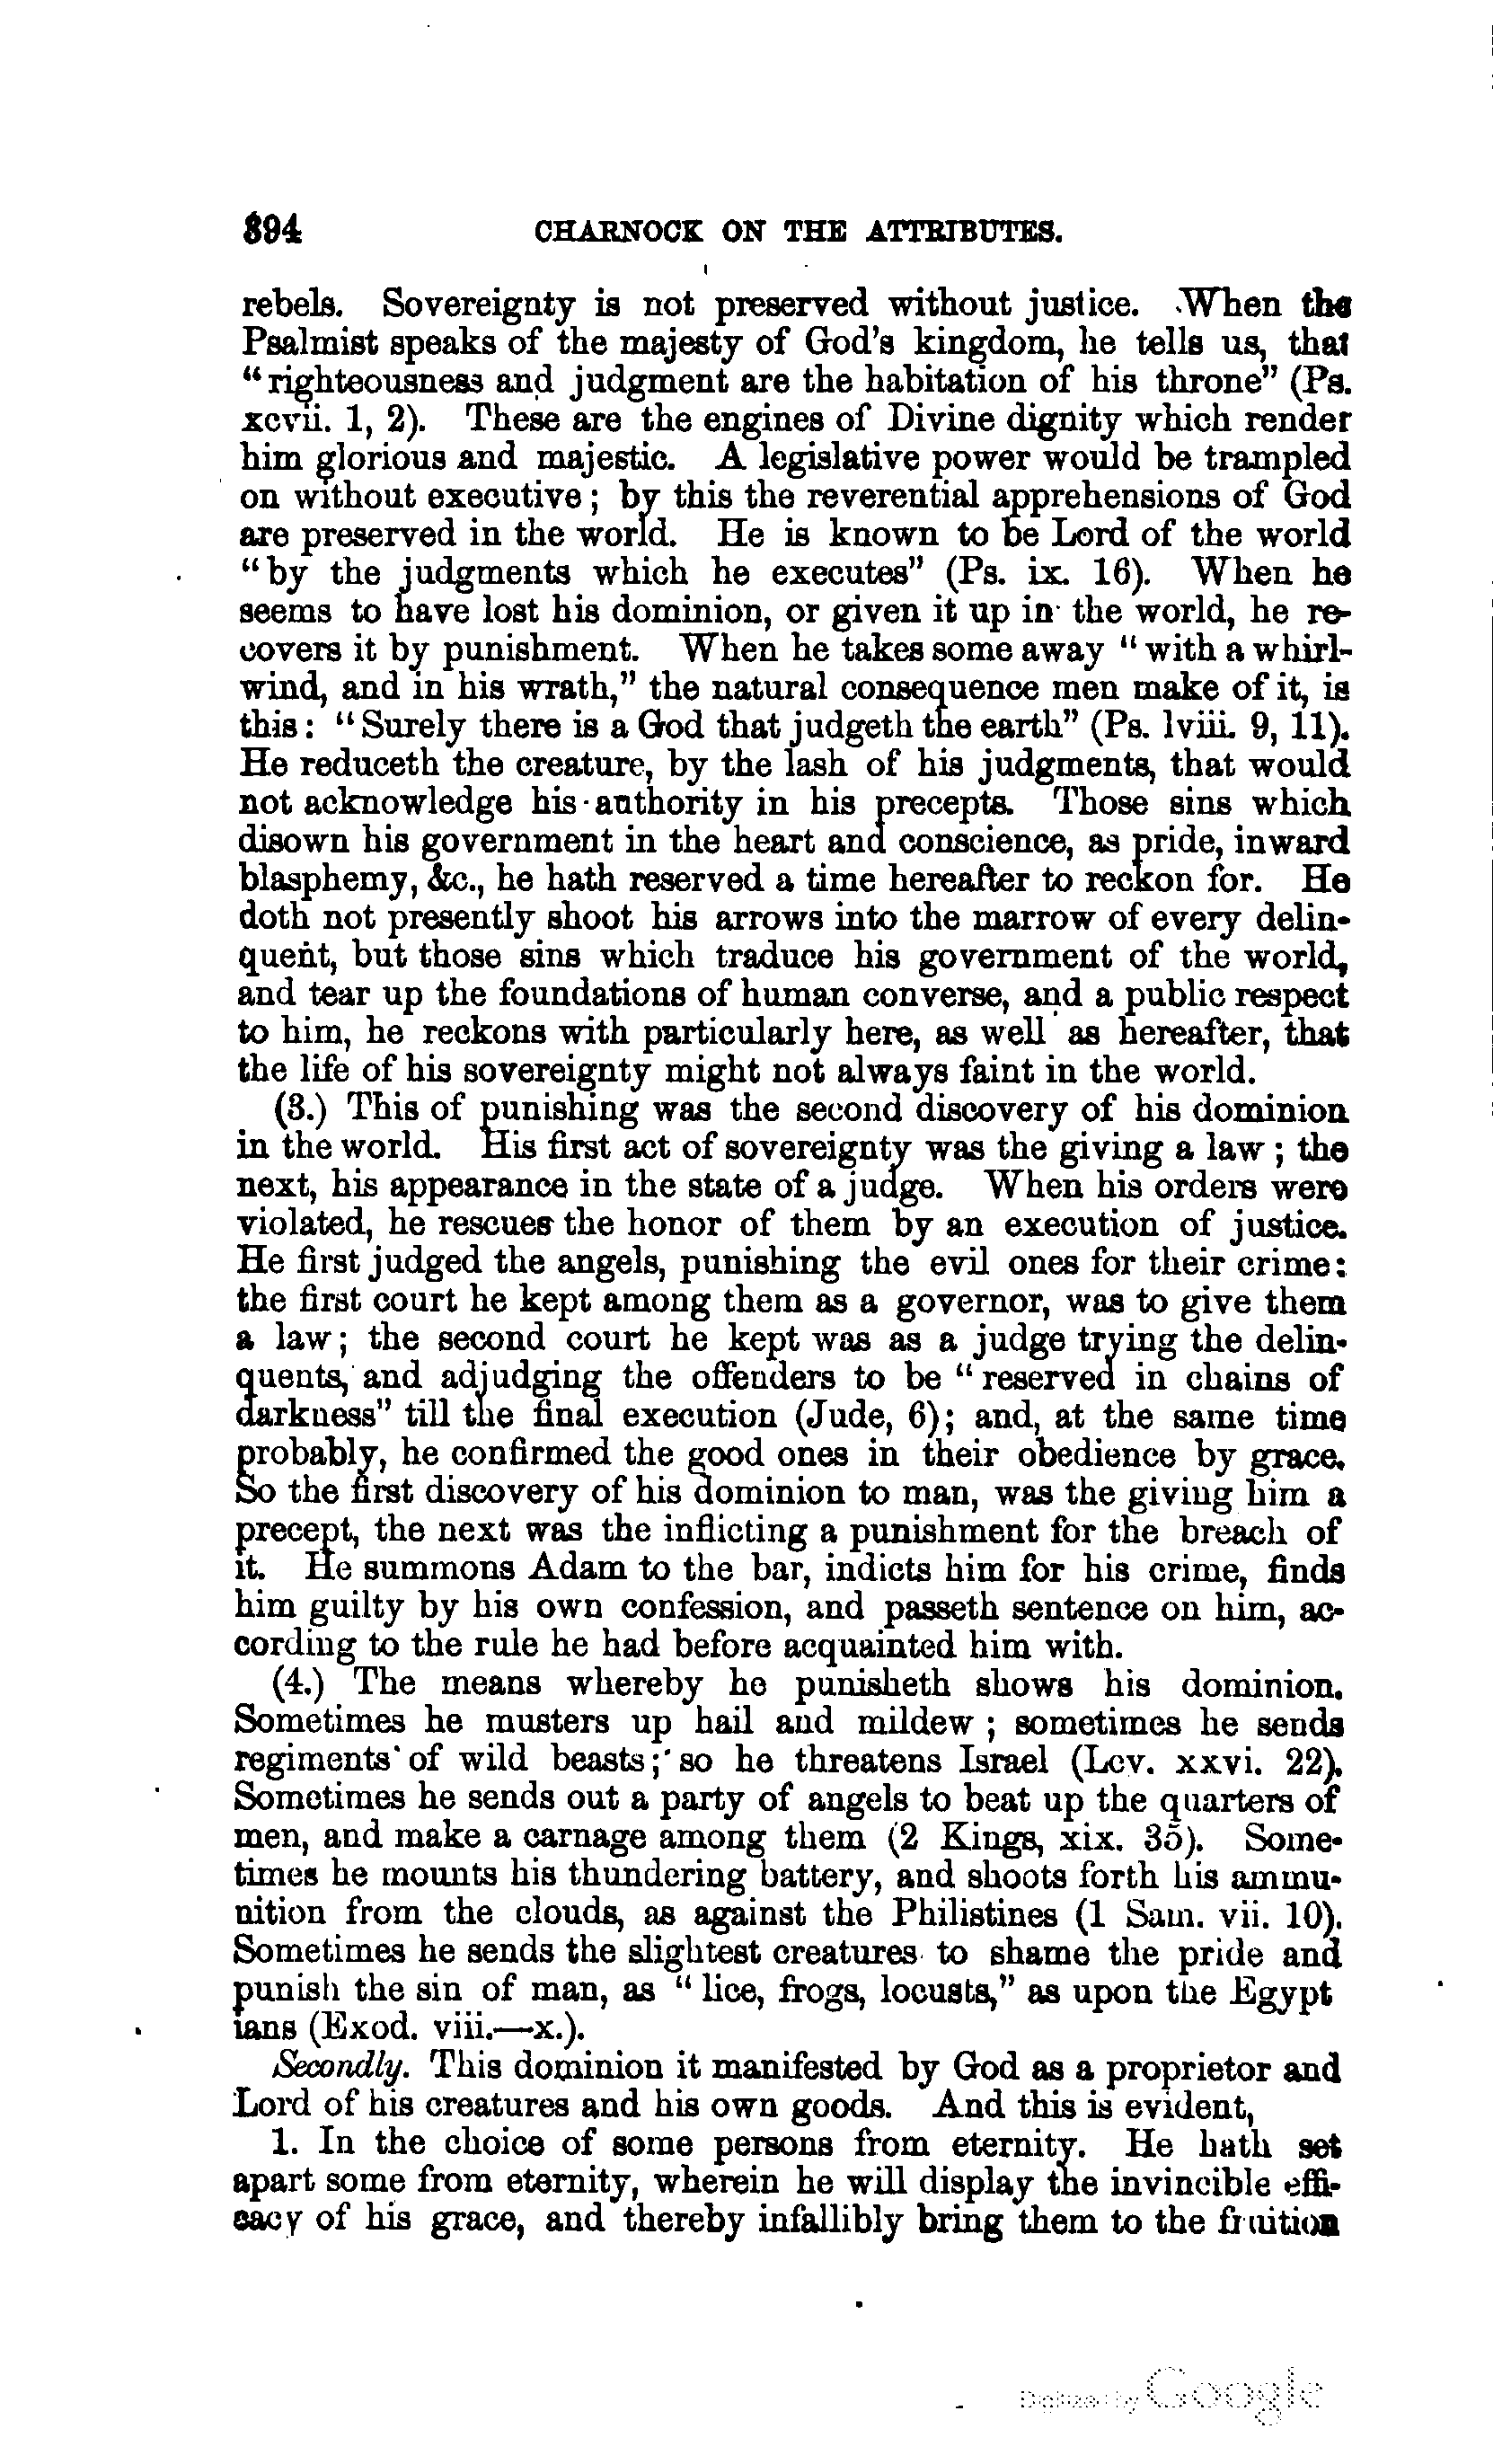 394 CHARNOCK ON THE ATTRIBUTES.
rebels. Sovereignty is not preserved without justice. When the
Psalmist speaks of the majesty of God's kingdom, he tells us, that
"righteousness and judgment are the habitation of his throne" (Ps.
xcvii. 1, 2). These are the engines of Divine dignity which render
him glorious and majestic. A legislative power would be trampled
on without executive; by this the reverential apprehensions of God
are preserved in the world. He is known to be Lord of the world
"by the judgments which he executes" (Ps. ix. 16). When he
seems to have lost his dominion, or given it up in the world, he re-
covers it by punishment. When he takes some away "with a whirl-
wind, and in his wrath," the natural consequence men make of it, is
this: "Surely there is a God that judgeth the earth" (Ps. lviii. 9, 11).
He reduceth the creature, by the lash of his judgments, that would
not acknowledge his authority in his precepts. Those sins which
disown his government in the heart and conscience, as pride, inward
blasphemy, &c., he hath reserved a time hereafter to reckon for. He
doth not presently shoot his arrows into the marrow of every delin-
quent, but those sins which traduce his government of the world,
and tear up the foundations of human converse, and a public respect
to him, he reckons with particularly here, as well as hereafter, that
the life of his sovereignty might not always faint in the world.
(3.) This of punishing was the second discovery of his dominion
in the world. His first act of sovereignty was the giving a law; the
next, his appearance in the state of a judge. When his orders were
violated, he rescues the honor of them by an execution of justice.
He first judged the angels, punishing the evil ones for their crime:
the first court he kept among them as a governor, was to give them
a law; the second court he kept was as a judge trying the delin-
quents, and adjudging the offenders to be "reserved in chains of
darkness" till the final execution (Jude, 6); and, at the same time
probably, he confirmed the good ones in their obedience by grace.
So the first discovery of his dominion to man, was the giving him a
precept, the next was the inflicting a punishment for the breach of
it. He summons Adam to the bar, indicts him for his crime, finds
him guilty by his own confession, and passeth sentence on him, ac-
cording to the rule he had before acquainted him with.
(4.) The means whereby he punisheth shows his dominion.
Sometimes he musters up hail and mildew; sometimes he sends
regiments of wild beasts; so he threatens Israel (Lev. xxvi. 22).
Sometimes he sends out a party of angels to beat up the quarters of
men, and make a carnage among them (2 Kings, xix. 35). Some-
times he mounts his thundering battery, and shoots forth his ammu-
nition from the clouds, as against the Philistines (1 Sam. vii. 10).
Sometimes he sends the slightest creatures to shame the pride and
punish the sin of man, as "lice, frogs, locusts," as upon the Egypt
ians (Exod. viii.—x.).
Secondly. This dominion it manifested by God as a proprietor and
Lord of his creatures and his own goods. And this is evident,
1. In the choice of some persons from eternity. He hath set
apart some from eternity, wherein he will display the invincible effi-
cacy of his grace, and thereby infallibly bring them to the fruition
Digitized by Google